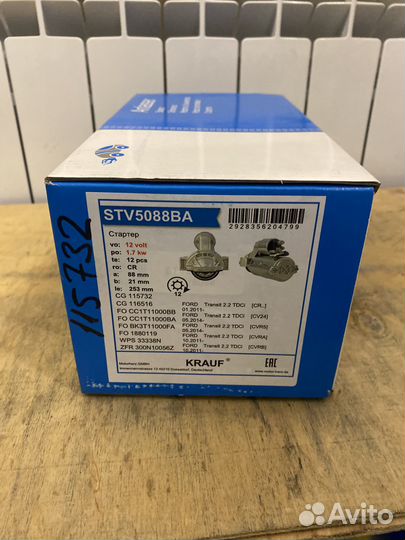 STV5088BA
2928356204799
Стартер
vo: 12 volt
po: 1.7 kw
te: 12 pcs
ro: CR
a: 88 mm
b: 21 mm
le: 253 mm
12
CG 115732
CG 116516
FO CC1T11000BB
FO CC1T11000BA
FO BK3T11000FA
FO 1880119
WPS 33338N
ZFR 300N10056Z
FORD Transit 2.2 TDCi [CR..]
01.2011-
FORD Transit 2.2 TDCi [CV24]
05.2014-
FORD Transit 2.2 TDCi [CVR5]
05.2014-
FORD Transit 2.2 TDCi [CVRA]
10.2011-
FORD Transit 2.2 TDCi [CVRB]
10.2011-
Motorherz GMBH
KRAUF
EAC
115732
Avito